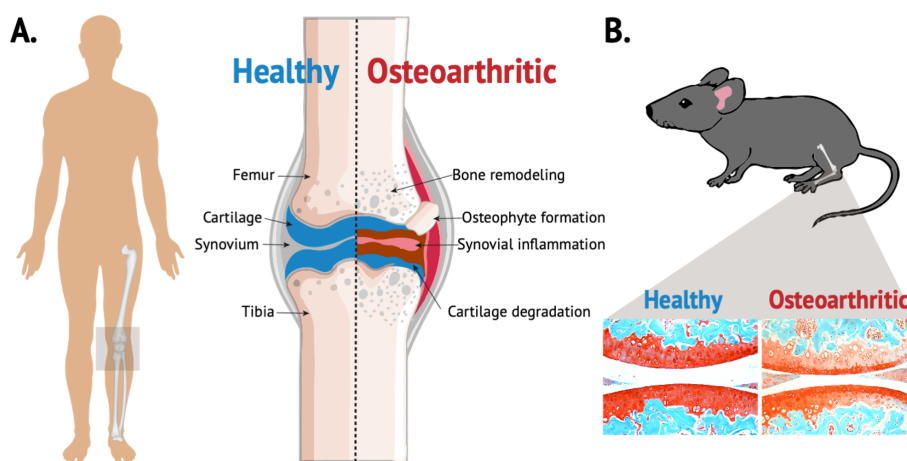 A.
Healthy
Osteoarthritic
Femur
Cartilage
Synovium
Tibia
Bone remodeling
Osteophyte formation
Synovial inflammation
Cartilage degradation
B.
Healthy
Osteoarthritic